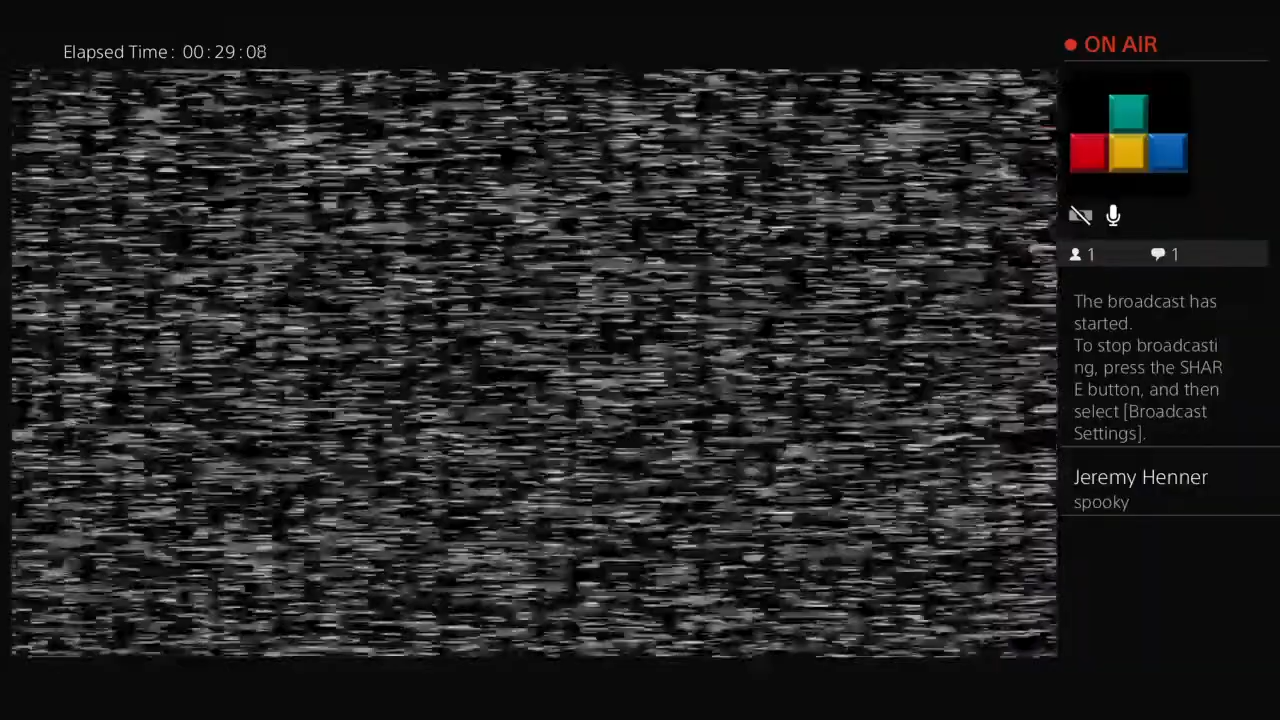 Elapsed Time: 00:29:08
ON AIR
1 1
The broadcast has
started.
To stop broadcasti
ng, press the SHAR
E button, and then
select [Broadcast
Settings].
Jeremy Henner
spooky